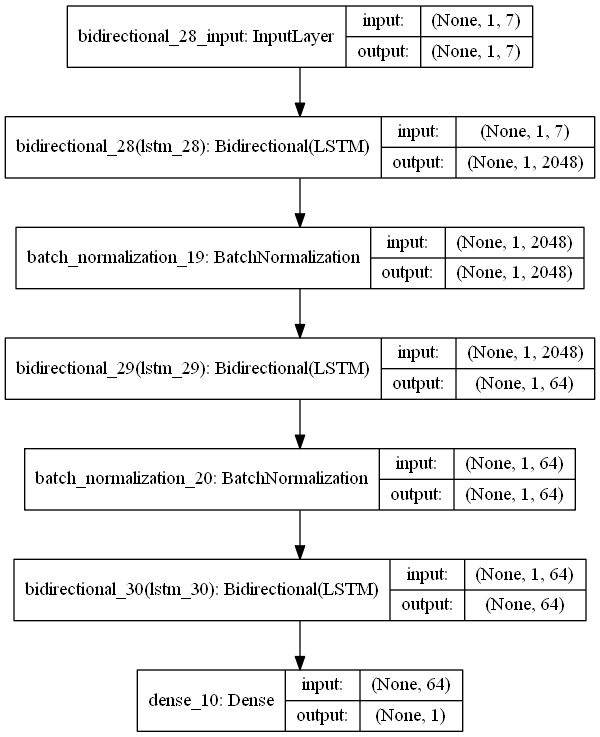 bidirectional_28_input: InputLayer
input: (None, 1, 7)
output: (None, 1, 7)
bidirectional_28(lstm_28): Bidirectional(LSTM)
input: (None, 1, 7)
output: (None, 1, 2048)
batch_normalization_19: BatchNormalization
input: (None, 1, 2048)
output: (None, 1, 2048)
bidirectional_29(lstm_29): Bidirectional(LSTM)
input: (None, 1, 2048)
output: (None, 1, 64)
batch_normalization_20: BatchNormalization
input: (None, 1, 64)
output: (None, 1, 64)
bidirectional_30(lstm_30): Bidirectional(LSTM)
input: (None, 1, 64)
output: (None, 64)
dense_10: Dense
input: (None, 64)
output: (None, 1)